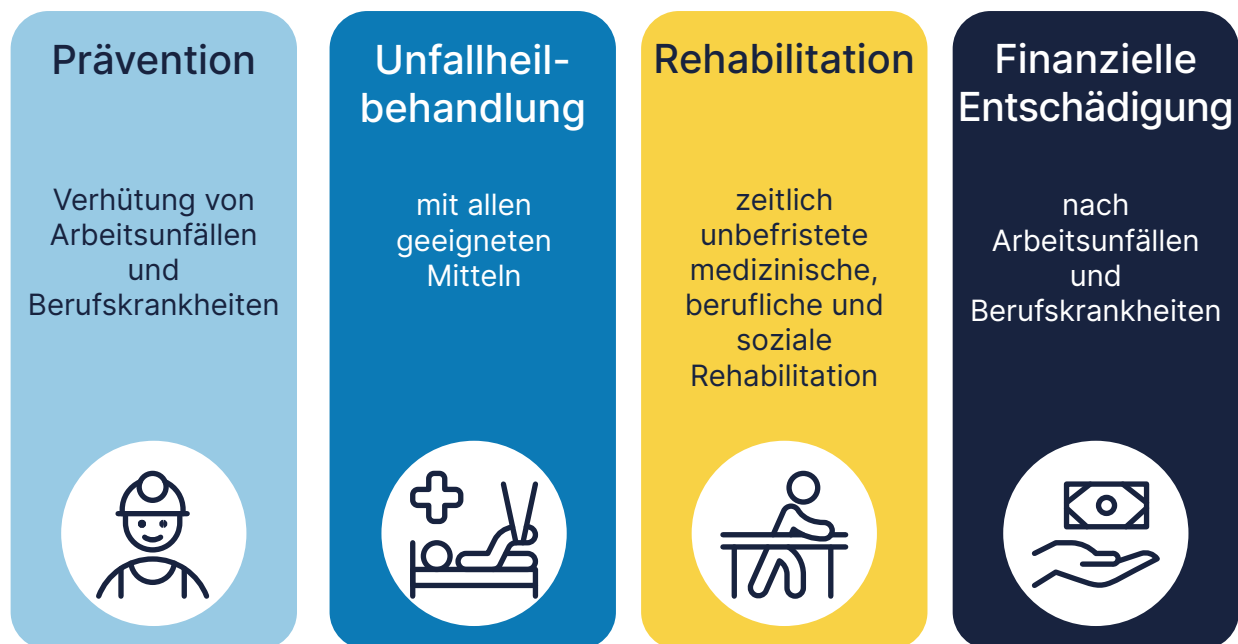 Prävention
Verhütung von
Arbeitsunfällen
und
Berufskrankheiten
Unfallheil-
behandlung
mit allen
geeigneten
Mitteln
Rehabilitation
zeitlich
unbefristete
medizinische,
berufliche und
soziale
Rehabilitation
Finanzielle
Entschädigung
nach
Arbeitsunfällen
und
Berufskrankheiten